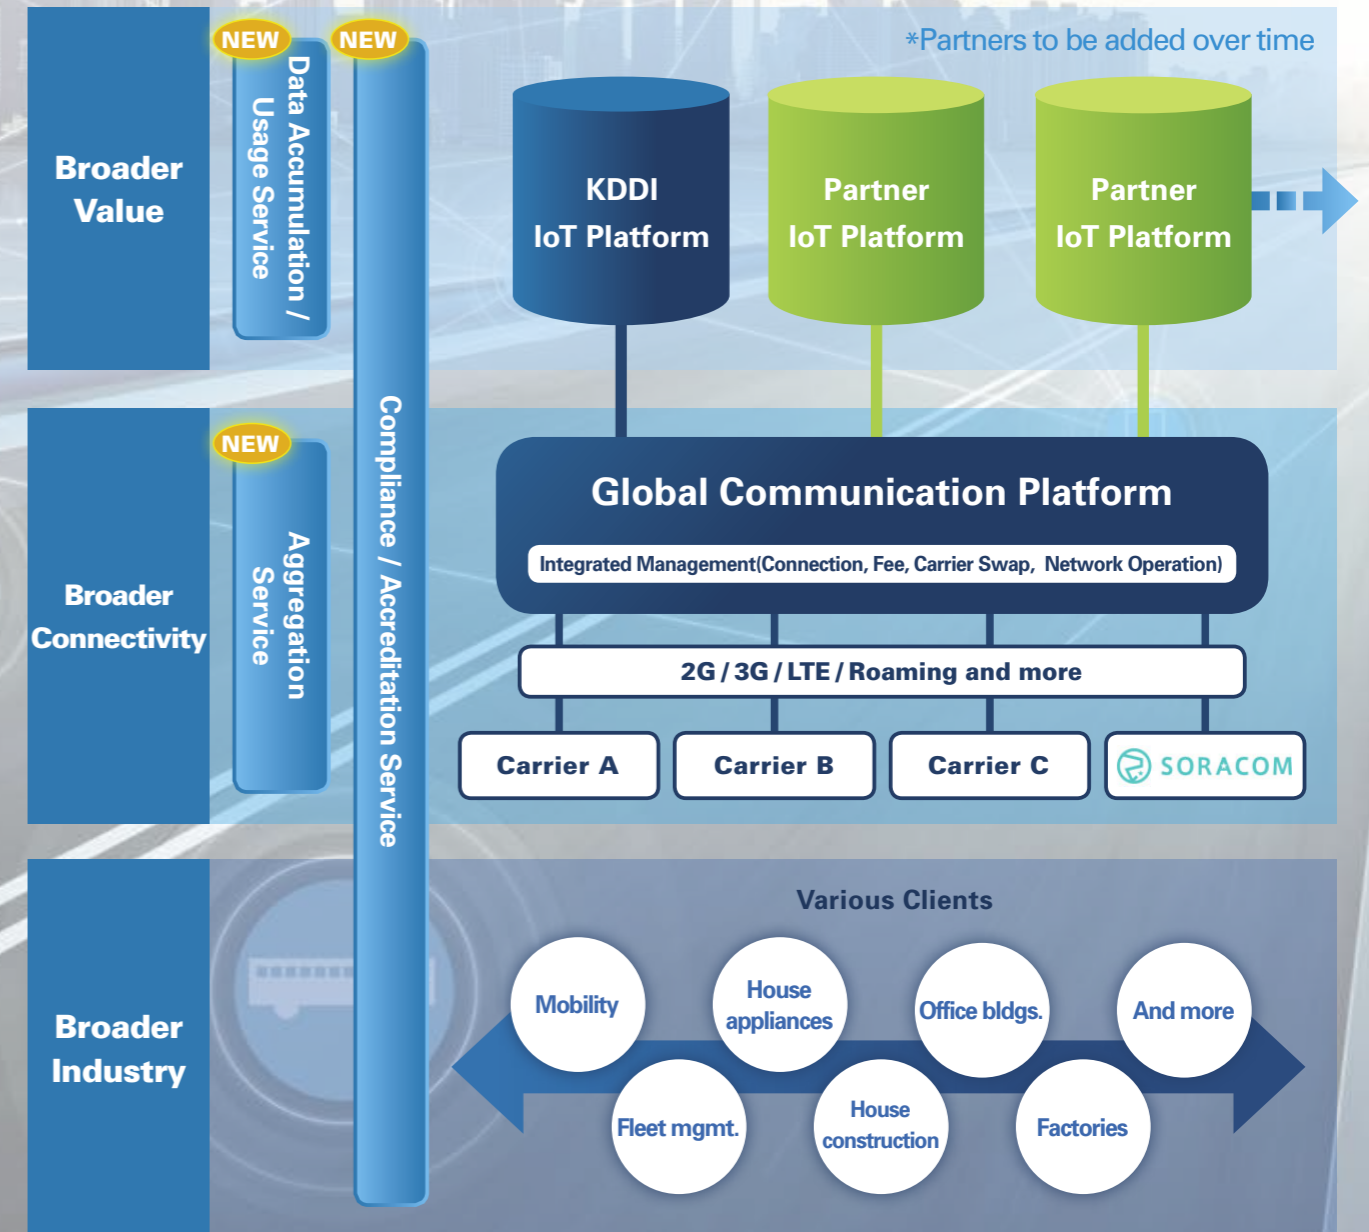 *Partners to be added over time
Broader
Value
NEW
Data Accumulation /
Usage Service
NEW
Compliance / Accreditation Service
KDDI
IoT Platform
Partner
IoT Platform
Partner
IoT Platform
Broader
Connectivity
NEW
Aggregation
Service
Global Communication Platform
Integrated Management(Connection, Fee, Carrier Swap, Network Operation)
2G / 3G / LTE / Roaming and more
Carrier A
Carrier B
Carrier C
SORACOM
Broader
Industry
Various Clients
Mobility
House
appliances
Office bldgs.
And more
Fleet mgmt.
House
construction
Factories